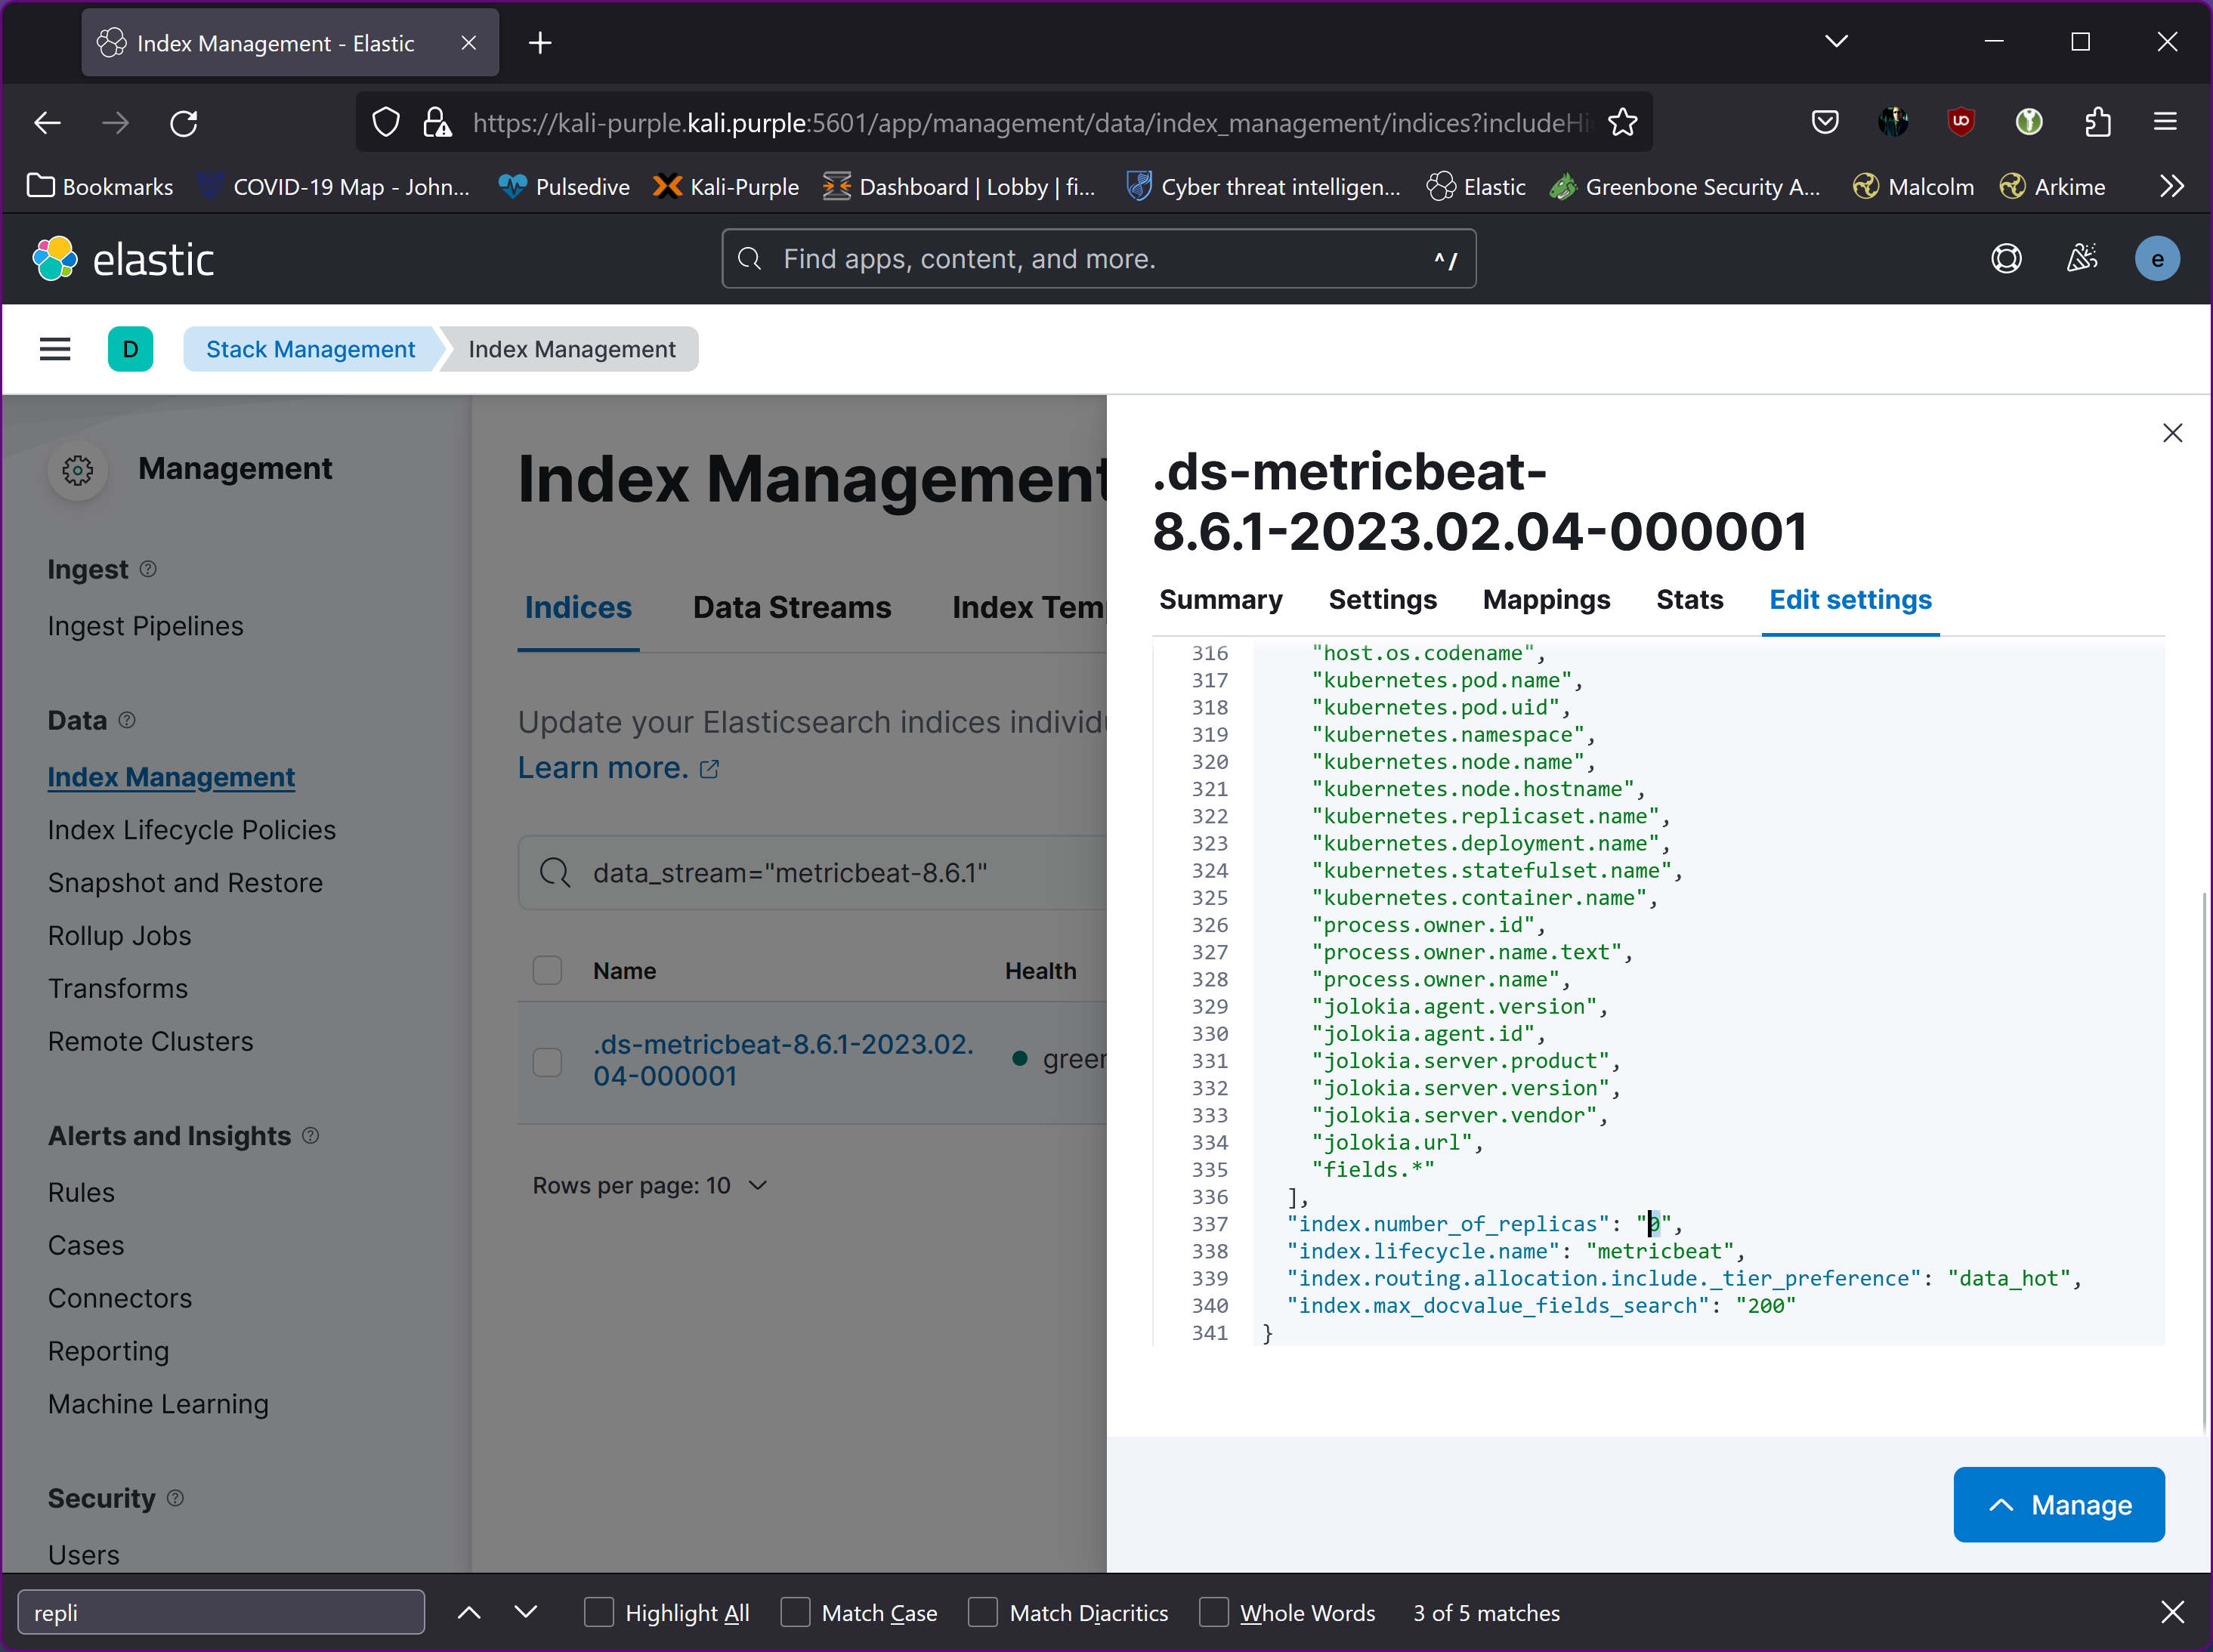 Index Management - Elastic
https://kali-purple.kali.purple:5601/app/management/data/index_management/indices?includeHi
Bookmarks COVID-19 Map - John... Pulsedive Kali-Purple Dashboard | Lobby | fi... Cyber threat intelligen... Elastic Greenbone Security A... Malcolm Arkime
elastic
Find apps, content, and more.
^/
e
D
Stack Management
Index Management
Management
Ingest
Ingest Pipelines
Data
Index Management
Index Lifecycle Policies
Snapshot and Restore
Rollup Jobs
Transforms
Remote Clusters
Alerts and Insights
Rules
Cases
Connectors
Reporting
Machine Learning
Security
Users
Index Management
Indices Data Streams Index Tem
Update your Elasticsearch indices individ
Learn more.
data_stream="metricbeat-8.6.1"
Name Health
.ds-metricbeat-8.6.1-2023.02.
04-000001
green
Rows per page: 10
.ds-metricbeat-
8.6.1-2023.02.04-000001
Summary Settings Mappings Stats Edit settings
316 "host.os.codename",
317 "kubernetes.pod.name",
318 "kubernetes.pod.uid",
319 "kubernetes.namespace",
320 "kubernetes.node.name",
321 "kubernetes.node.hostname",
322 "kubernetes.replicaset.name",
323 "kubernetes.deployment.name",
324 "kubernetes.statefulset.name",
325 "kubernetes.container.name",
326 "process.owner.id",
327 "process.owner.name.text",
328 "process.owner.name",
329 "jolokia.agent.version",
330 "jolokia.agent.id",
331 "jolokia.server.product",
332 "jolokia.server.version",
333 "jolokia.server.vendor",
334 "jolokia.url",
335 "fields.*"
336 ],
337 "index.number_of_replicas": "0",
338 "index.lifecycle.name": "metricbeat",
339 "index.routing.allocation.include._tier_preference": "data_hot",
340 "index.max_docvalue_fields_search": "200"
341 }
Manage
repli
Highlight All Match Case Match Diacritics Whole Words 3 of 5 matches